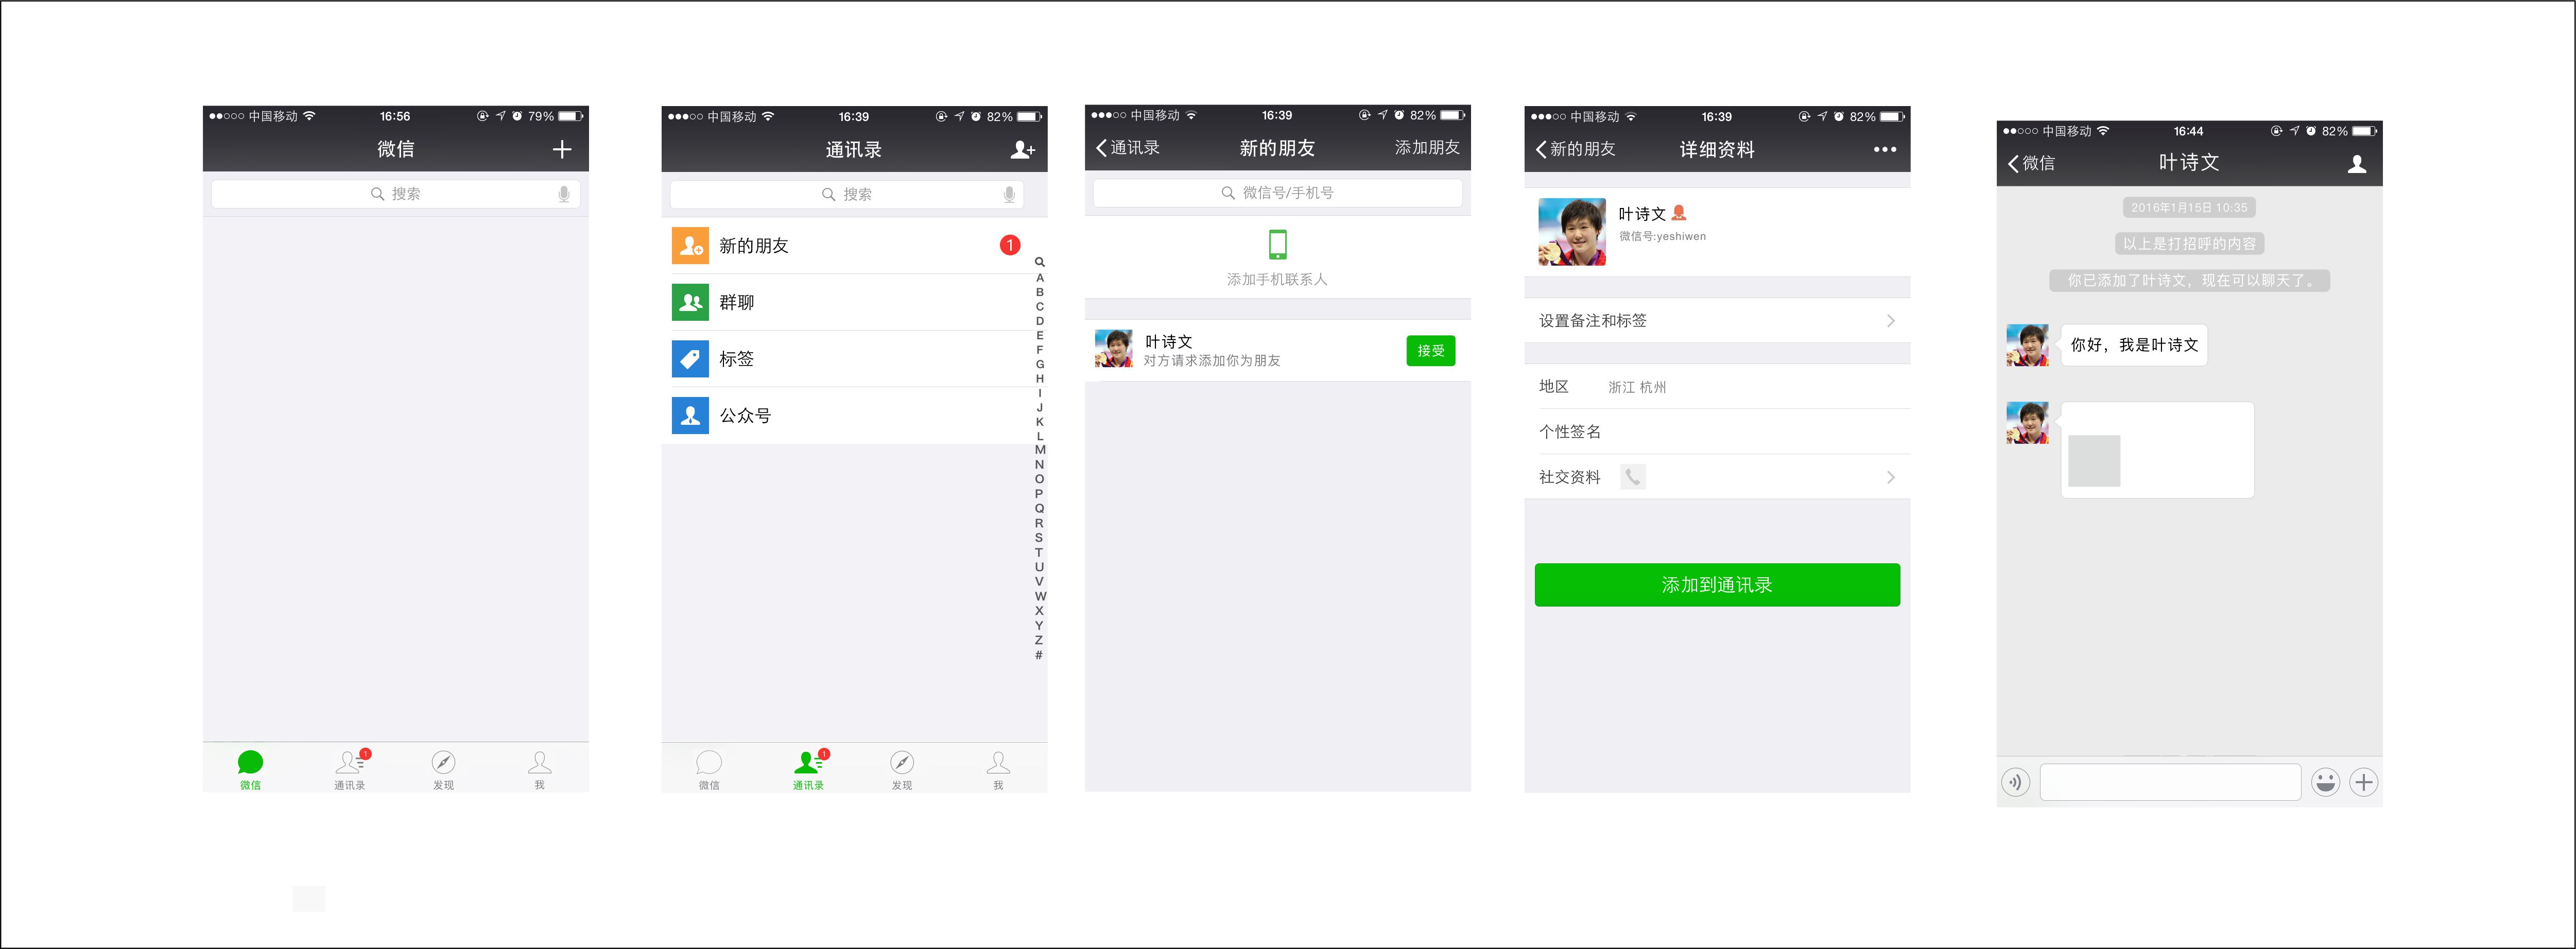 中国移动 16:56 79%
微信
搜索
微信 通讯录 1 发现 我
中国移动 16:39 82%
通讯录
搜索
新的朋友 1
群聊
标签
公众号
A
B
C
D
E
F
G
H
I
J
K
L
M
N
O
P
Q
R
S
T
U
V
W
X
Y
Z
#
微信 通讯录 1 发现 我
中国移动 16:39 82%
通讯录 新的朋友 添加朋友
微信号/手机号
添加手机联系人
叶诗文
对方请求添加你为朋友
接受
中国移动 16:39 82%
新的朋友 详细资料
叶诗文
微信号:yeshiwen
设置备注和标签
地区 浙江 杭州
个性签名
社交资料
添加到通讯录
中国移动 16:44 82%
微信 叶诗文
2016年1月15日 10:35
以上是打招呼的内容
你已添加了叶诗文，现在可以聊天了。
你好，我是叶诗文